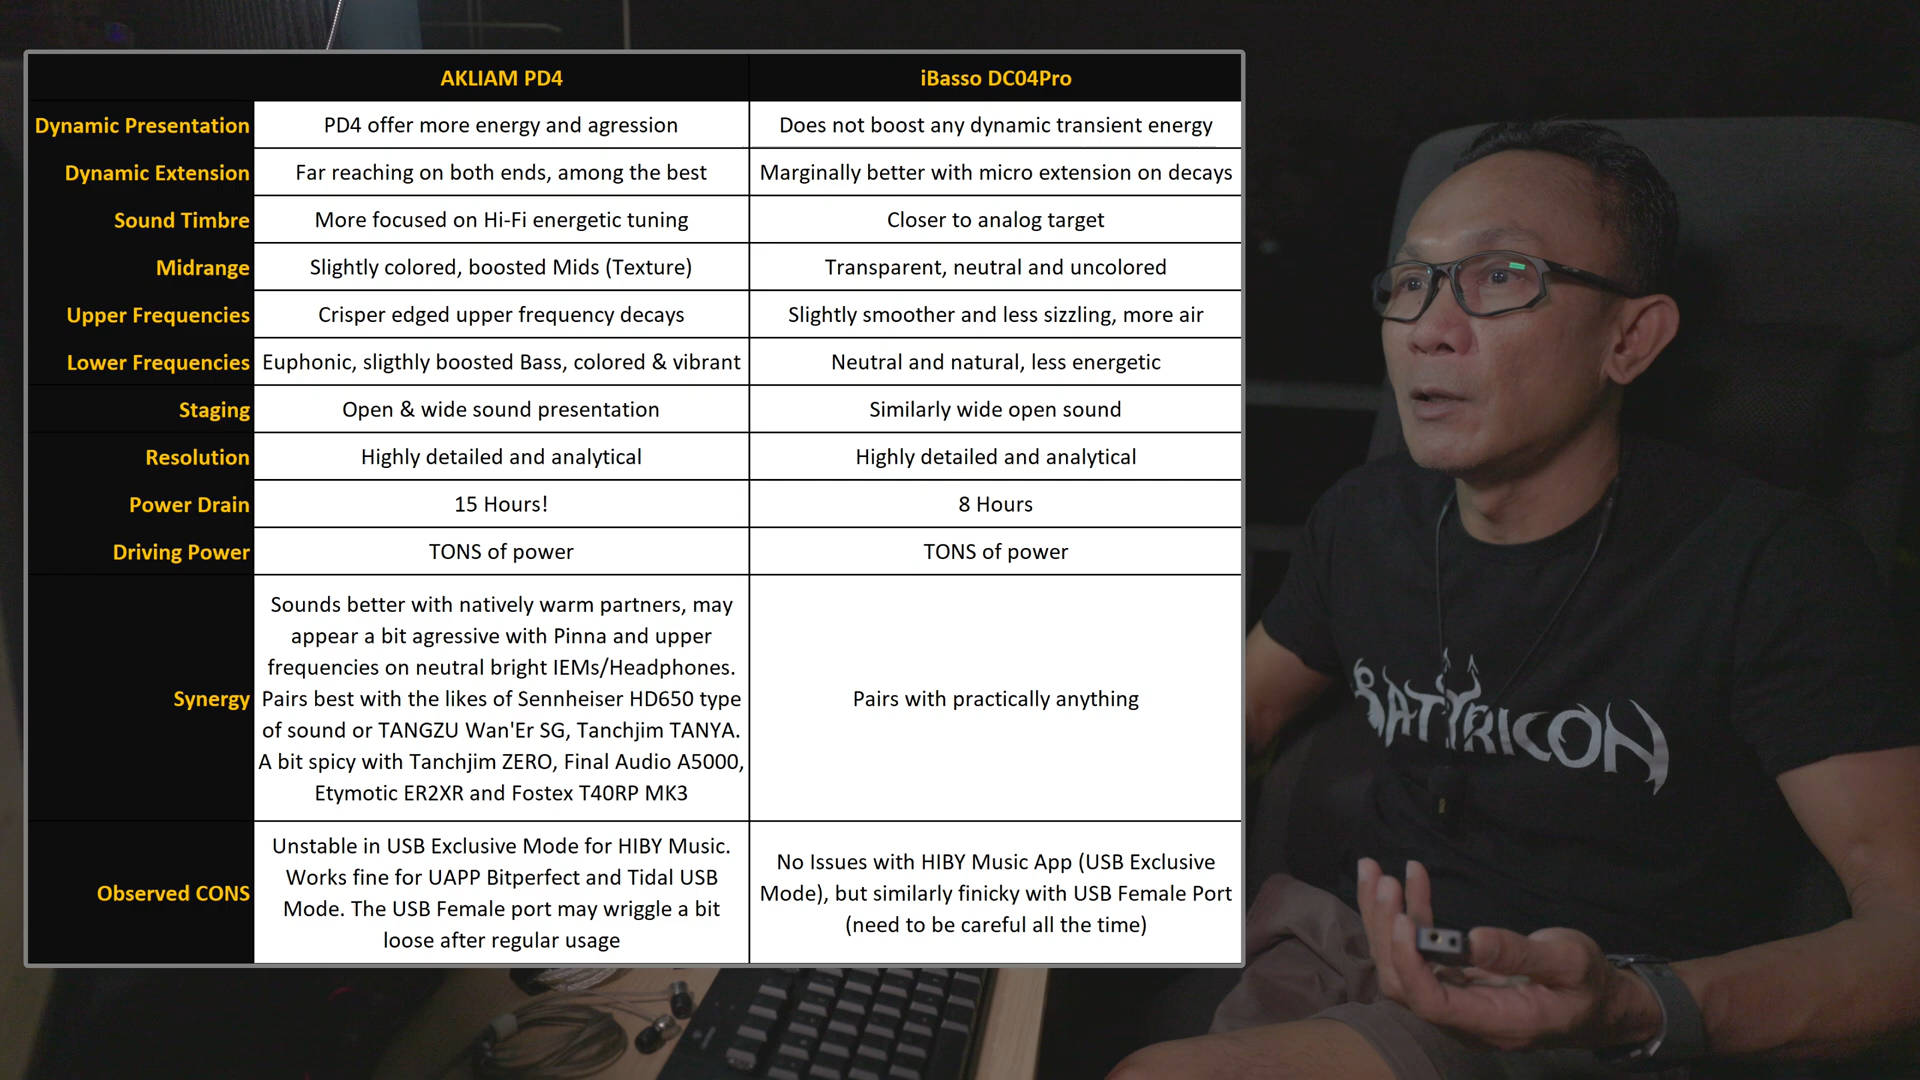 AKLIAM PD4 iBasso DC04Pro
Dynamic Presentation PD4 offer more energy and agression Does not boost any dynamic transient energy
Dynamic Extension Far reaching on both ends, among the best Marginally better with micro extension on decays
Sound Timbre More focused on Hi-Fi energetic tuning Closer to analog target
Midrange Slightly colored, boosted Mids (Texture) Transparent, neutral and uncolored
Upper Frequencies Crisper edged upper frequency decays Slightly smoother and less sizzling, more air
Lower Frequencies Euphonic, sligthly boosted Bass, colored & vibrant Neutral and natural, less energetic
Staging Open & wide sound presentation Similarly wide open sound
Resolution Highly detailed and analytical Highly detailed and analytical
Power Drain 15 Hours! 8 Hours
Driving Power TONS of power TONS of power
Synergy
Sounds better with natively warm partners, may
appear a bit agressive with Pinna and upper
frequencies on neutral bright IEMs/Headphones.
Pairs best with the likes of Sennheiser HD650 type
of sound or TANGZU Wan'Er SG, Tanchjim TANYA.
A bit spicy with Tanchjim ZERO, Final Audio A5000,
Etymotic ER2XR and Fostex T40RP MK3
Pairs with practically anything
Observed CONS
Unstable in USB Exclusive Mode for HIBY Music.
Works fine for UAPP Bitperfect and Tidal USB
Mode. The USB Female port may wriggle a bit
loose after regular usage
No Issues with HIBY Music App (USB Exclusive
Mode), but similarly finicky with USB Female Port
(need to be careful all the time)
SATYRICON